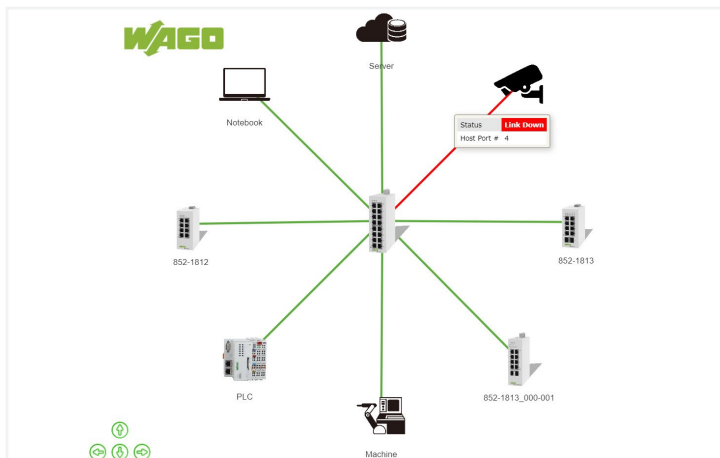 WAGO
Server
Notebook
Status Link Down
Host Port # 4
852-1812
852-1813
PLC
852-1813_000-001
Machine